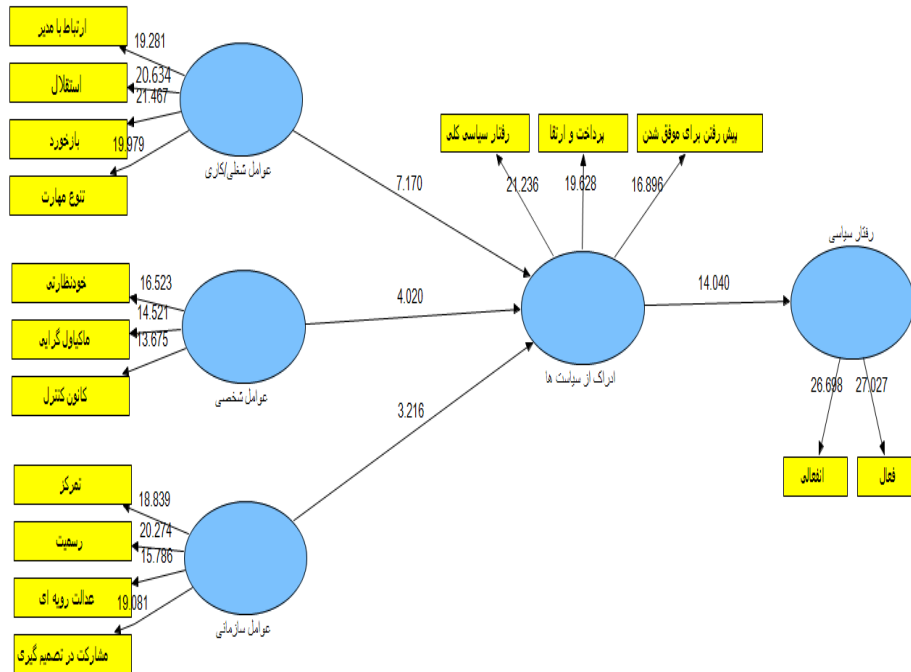 ارتباط با مدیر
19.281
استقلال
20.634
21.467
بازخورد
19.979
تنوع مهارت
عوامل شغلی/کاری
7.170
رفتار سیاسی کلی
پرداخت و ارتقا
پیش رفتن برای موفق شدن
21.236
19.628
16.896
خودنظارتی
16.523
14.521
ماکیاول گرایی
13.675
کانون کنترل
عوامل شخصی
4.020
ادراک از سیاست ها
14.040
رفتار سیاسی
26.698
27.027
انفعالی
فعال
3.216
تمرکز
18.839
رسمیت
20.274
15.786
عدالت رویه ای
19.081
مشارکت در تصمیم گیری
عوامل سازمانی